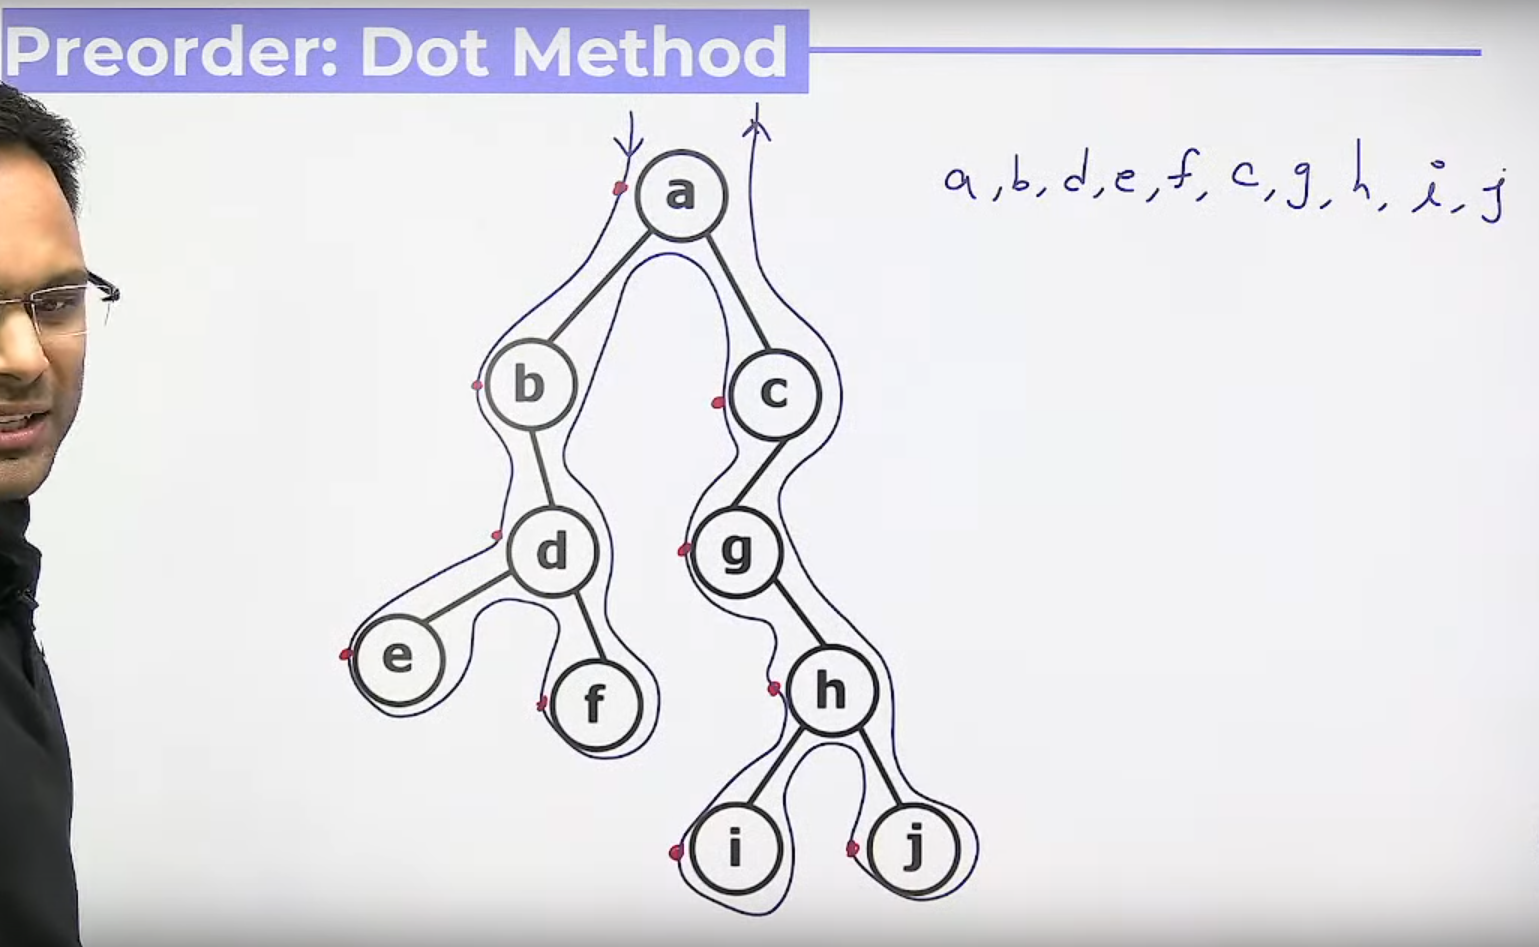 Preorder: Dot Method
a, b, d, e, f, c, g, h, i, j
a
b
c
d
g
e
f
h
i
j